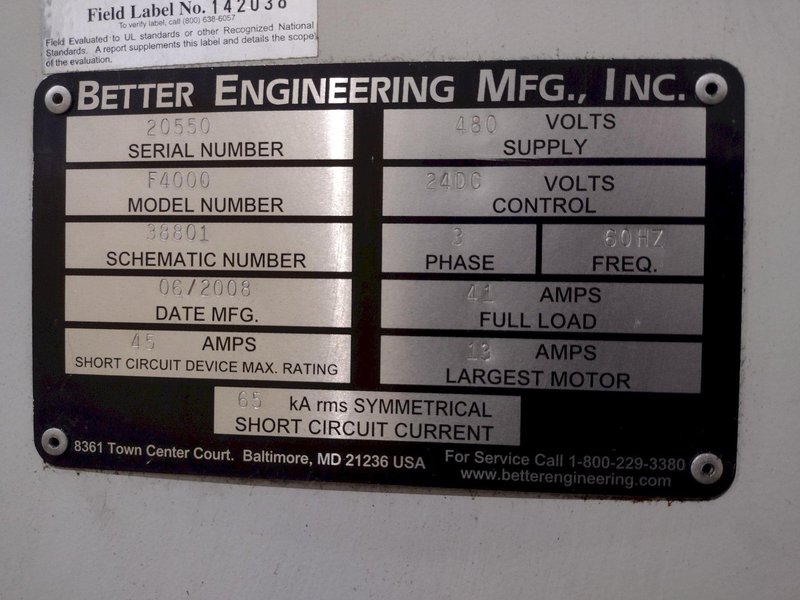 Field Label No. 142038
To verify label, call (800) 638-6057
Field Evaluated to UL standards or other Recognized National
Standards. A report supplements this label and details the scope
of the evaluation.
BETTER ENGINEERING MFG., INC.
20550
SERIAL NUMBER
F4000
MODEL NUMBER
38801
SCHEMATIC NUMBER
06/2008
DATE MFG.
45 AMPS
SHORT CIRCUIT DEVICE MAX. RATING
480 VOLTS
SUPPLY
24DC VOLTS
CONTROL
3
PHASE
60HZ
FREQ.
41 AMPS
FULL LOAD
13 AMPS
LARGEST MOTOR
65 kA rms SYMMETRICAL
SHORT CIRCUIT CURRENT
8361 Town Center Court. Baltimore, MD 21236 USA
For Service Call 1-800-229-3380
www.betterengineering.com